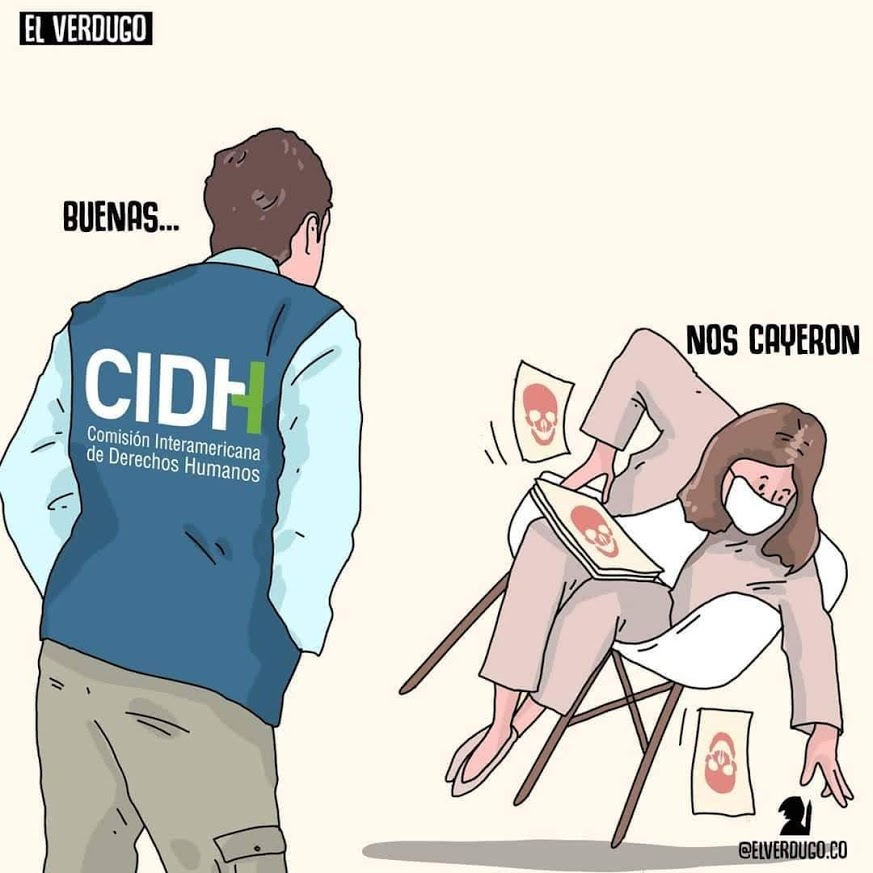 EL VERDUGO
BUENAS...
NOS CAYERON
CIDH
Comisión Interamericana
de Derechos Humanos
@ELVERDUGO.CO